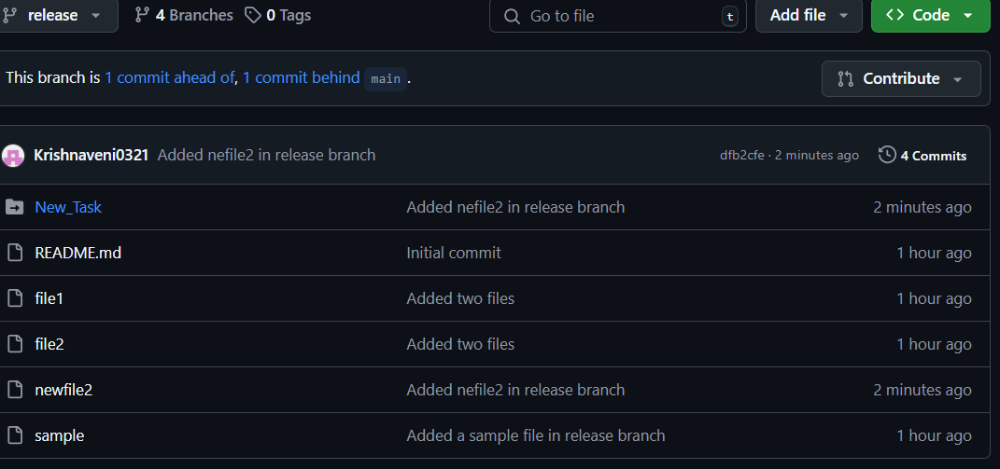 release 4 Branches 0 Tags Go to file t Add file Code
This branch is 1 commit ahead of, 1 commit behind main.
Contribute
Krishnaveni0321 Added nefile2 in release branch dfb2cfe · 2 minutes ago 4 Commits
New_Task Added nefile2 in release branch 2 minutes ago
README.md Initial commit 1 hour ago
file1 Added two files 1 hour ago
file2 Added two files 1 hour ago
newfile2 Added nefile2 in release branch 2 minutes ago
sample Added a sample file in release branch 1 hour ago